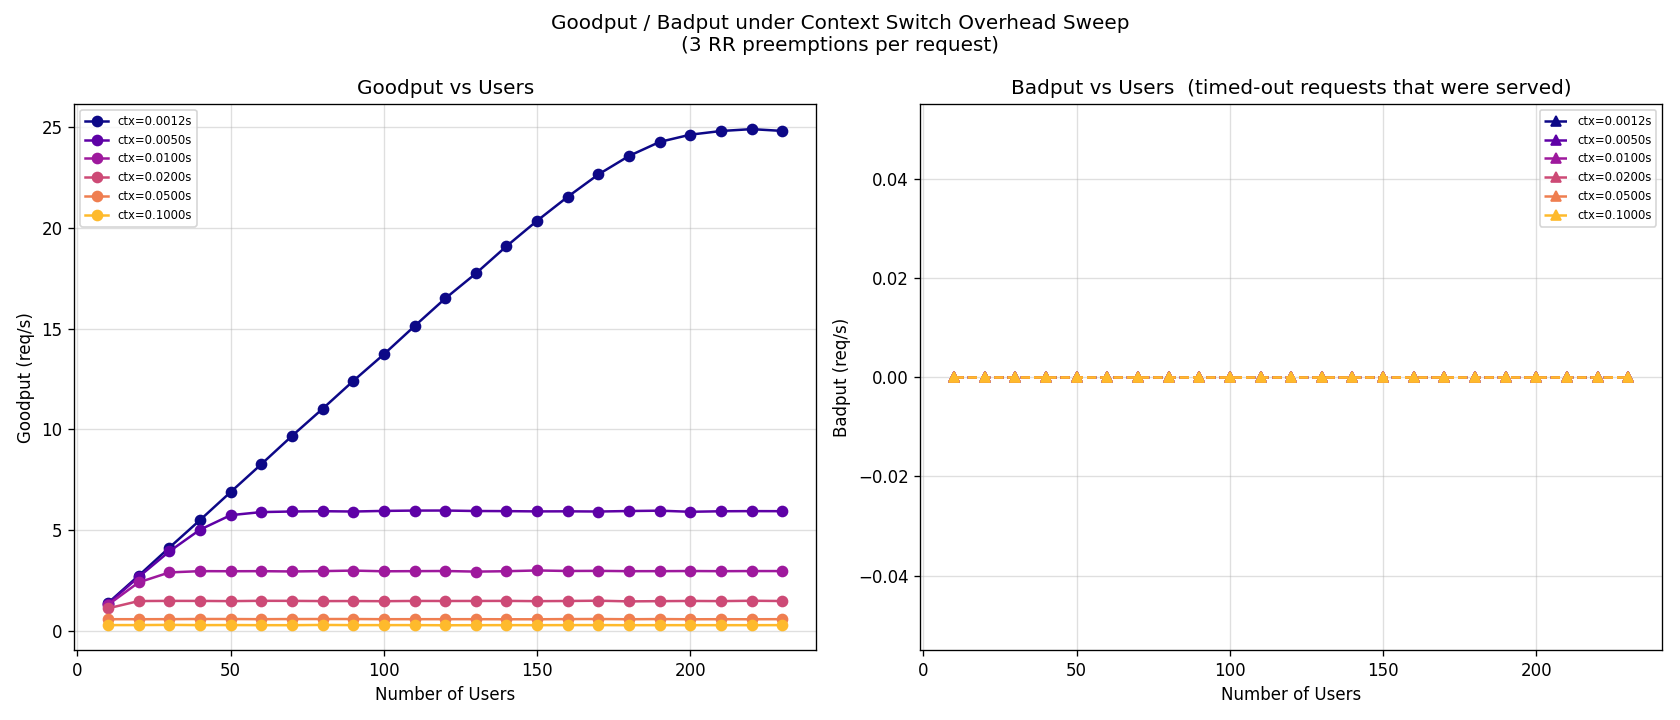 Goodput / Badput under Context Switch Overhead Sweep
(3 RR preemptions per request)
Goodput vs Users
25
20
15
10
5
0
Goodput (req/s)
ctx=0.0012s
ctx=0.0050s
ctx=0.0100s
ctx=0.0200s
ctx=0.0500s
ctx=0.1000s
0 50 100 150 200
Number of Users
Badput vs Users (timed-out requests that were served)
0.04
0.02
0.00
−0.02
−0.04
Badput (req/s)
ctx=0.0012s
ctx=0.0050s
ctx=0.0100s
ctx=0.0200s
ctx=0.0500s
ctx=0.1000s
0 50 100 150 200
Number of Users